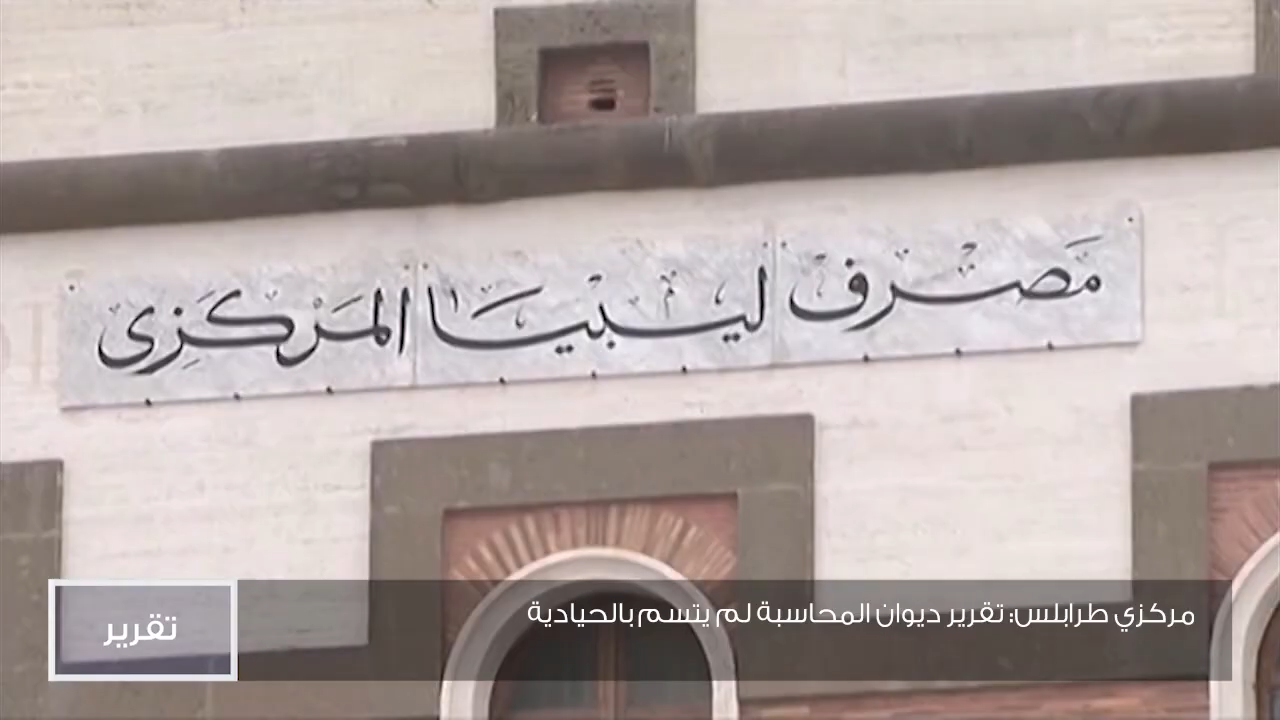 مصرف ليبيا المركزي
مركزي طرابلس: تقرير ديوان المحاسبة لم يتسم بالحيادية
تقرير